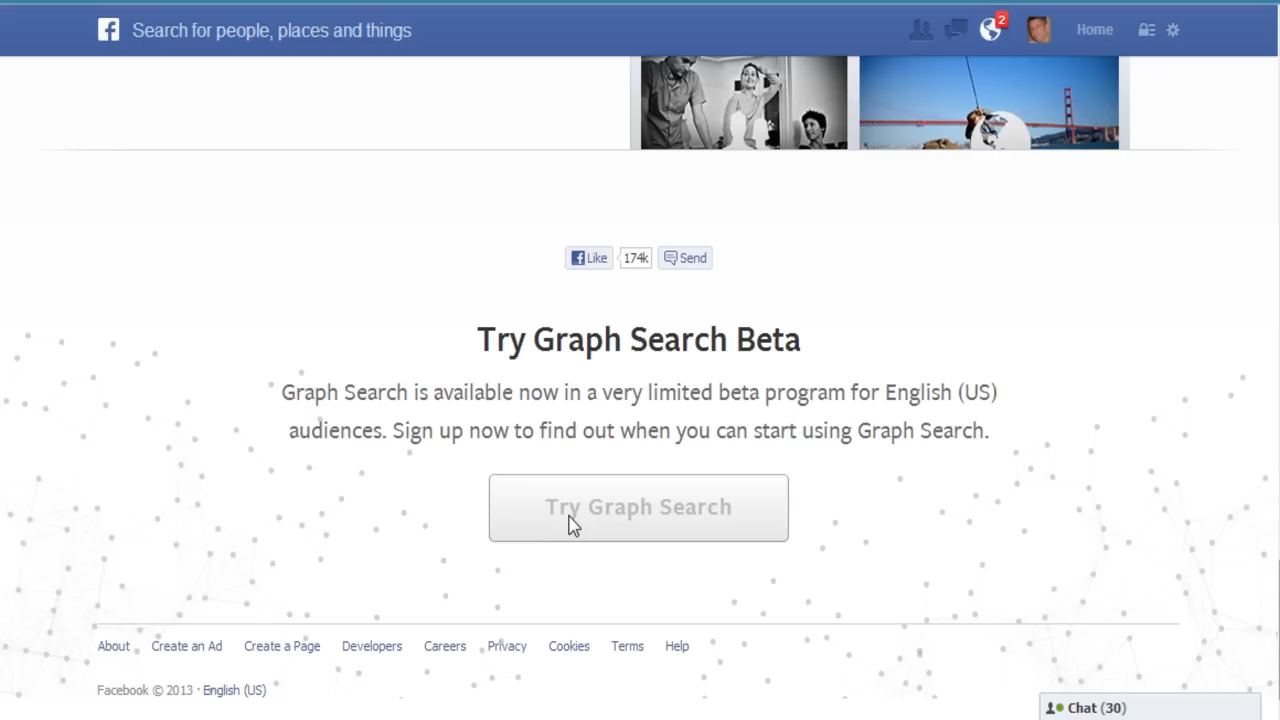 Search for people, places and things
2
Home
Like
174k
Send
Try Graph Search Beta
Graph Search is available now in a very limited beta program for English (US)
audiences. Sign up now to find out when you can start using Graph Search.
Try Graph Search
About Create an Ad Create a Page Developers Careers Privacy Cookies Terms Help
Facebook © 2013 · English (US)
Chat (30)